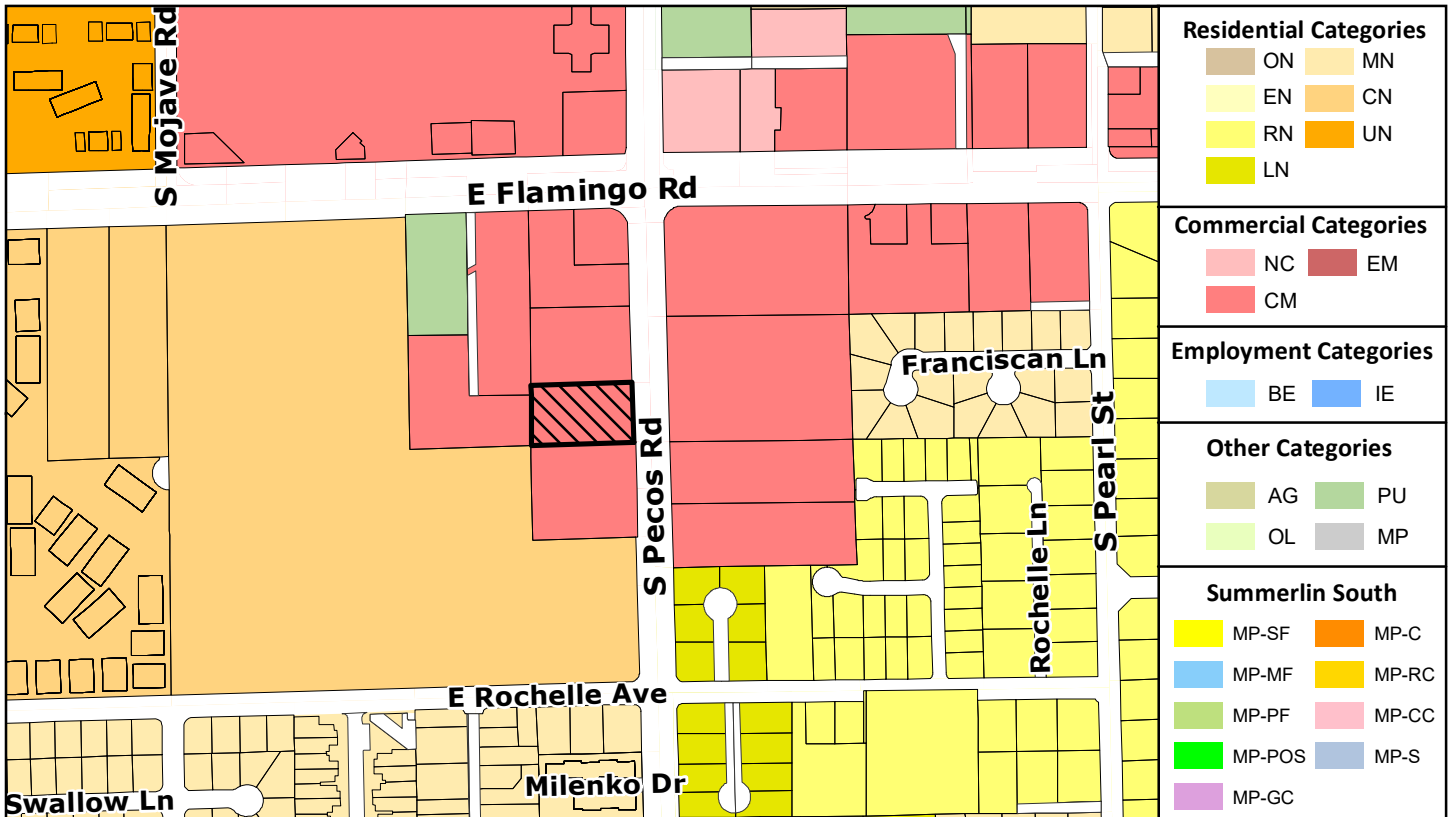 S Mojave Rd
E Flamingo Rd
Franciscan Ln
S Pecos Rd
S Pearl St
Rochelle Ln
E Rochelle Ave
Milenko Dr
Swallow Ln
Residential Categories
ON MN
EN CN
RN UN
LN
Commercial Categories
NC EM
CM
Employment Categories
BE IE
Other Categories
AG PU
OL MP
Summerlin South
MP-SF MP-C
MP-MF MP-RC
MP-PF MP-CC
MP-POS MP-S
MP-GC